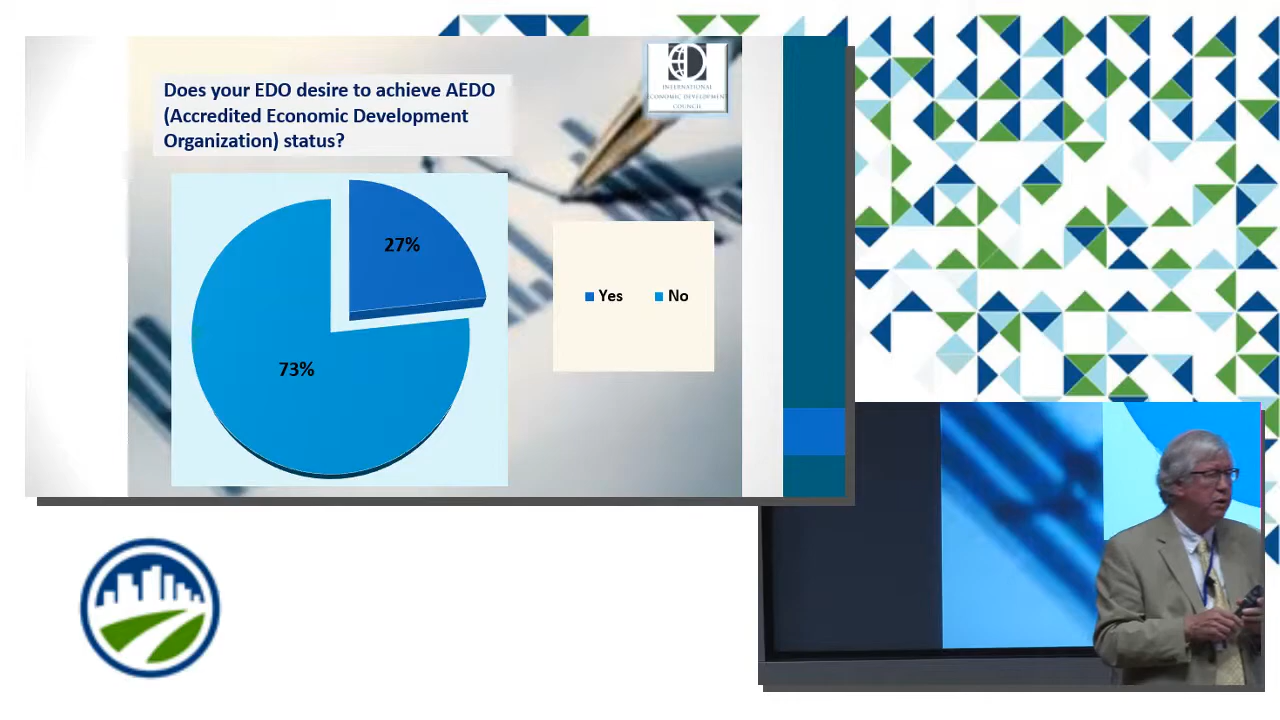 Does your EDO desire to achieve AEDO
(Accredited Economic Development
Organization) status?
INTERNATIONAL
ECONOMIC DEVELOPMENT
COUNCIL
27%
73%
Yes No